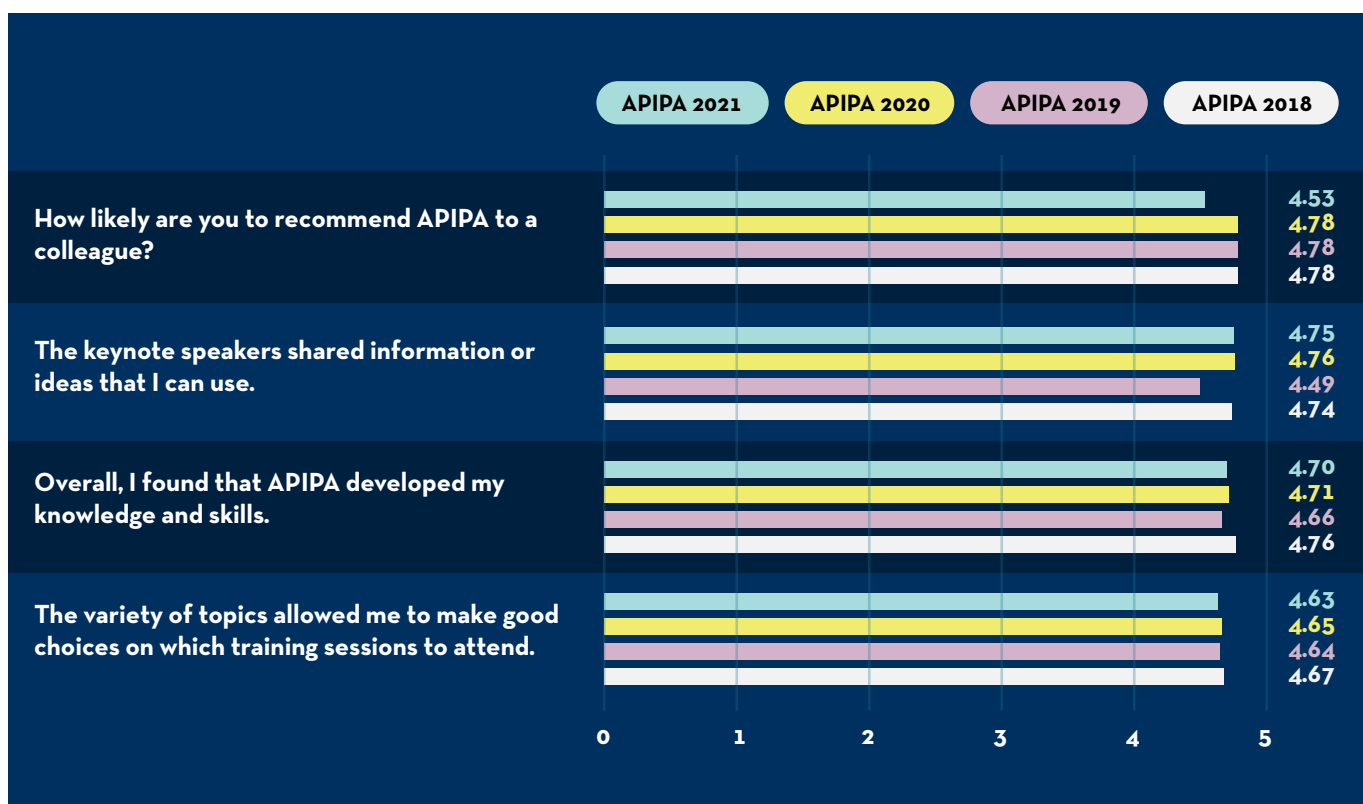 APIPA 2021 APIPA 2020 APIPA 2019 APIPA 2018
How likely are you to recommend APIPA to a
colleague?
4.53
4.78
4.78
4.78
The keynote speakers shared information or
ideas that I can use.
4.75
4.76
4.49
4.74
Overall, I found that APIPA developed my
knowledge and skills.
4.70
4.71
4.66
4.76
The variety of topics allowed me to make good
choices on which training sessions to attend.
4.63
4.65
4.64
4.67
0 1 2 3 4 5